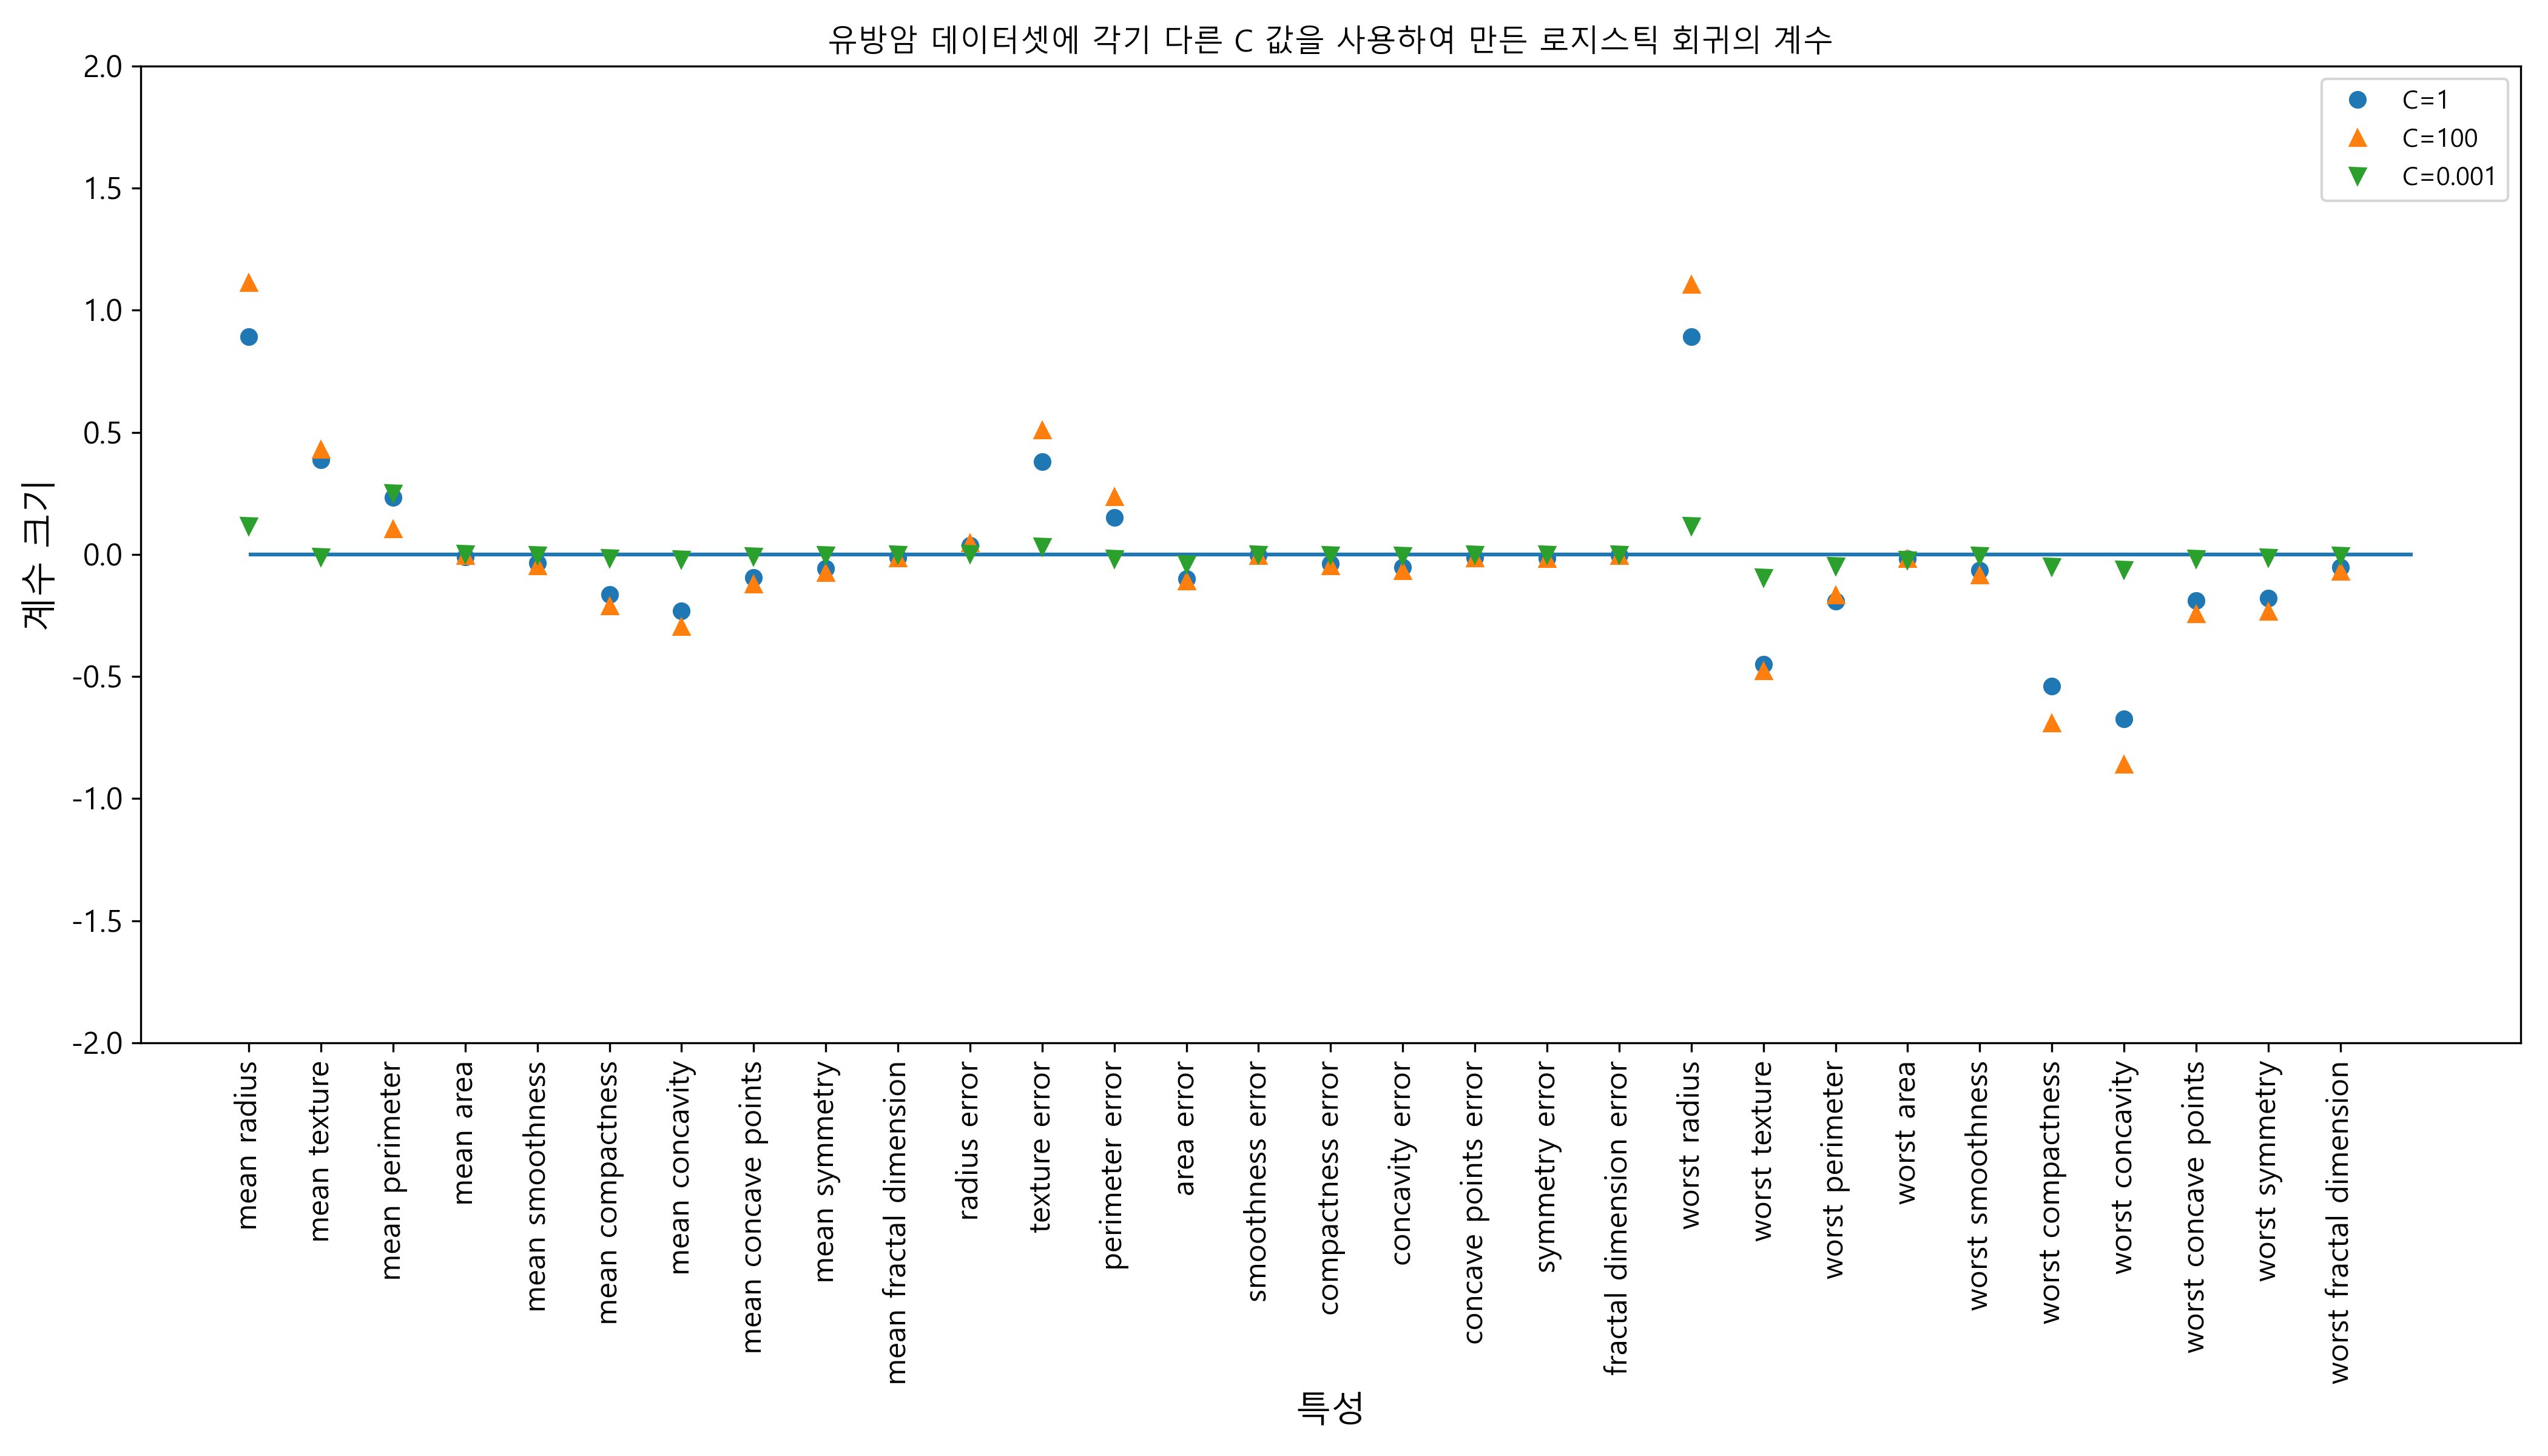 유방암 데이터셋에 각기 다른 C 값을 사용하여 만든 로지스틱 회귀의 계수
C=1
C=100
C=0.001
계수 크기
2.0
1.5
1.0
0.5
0.0
-0.5
-1.0
-1.5
-2.0
mean radius
mean texture
mean perimeter
mean area
mean smoothness
mean compactness
mean concavity
mean concave points
mean symmetry
mean fractal dimension
radius error
texture error
perimeter error
area error
smoothness error
compactness error
concavity error
concave points error
symmetry error
fractal dimension error
worst radius
worst texture
worst perimeter
worst area
worst smoothness
worst compactness
worst concavity
worst concave points
worst symmetry
worst fractal dimension
특성